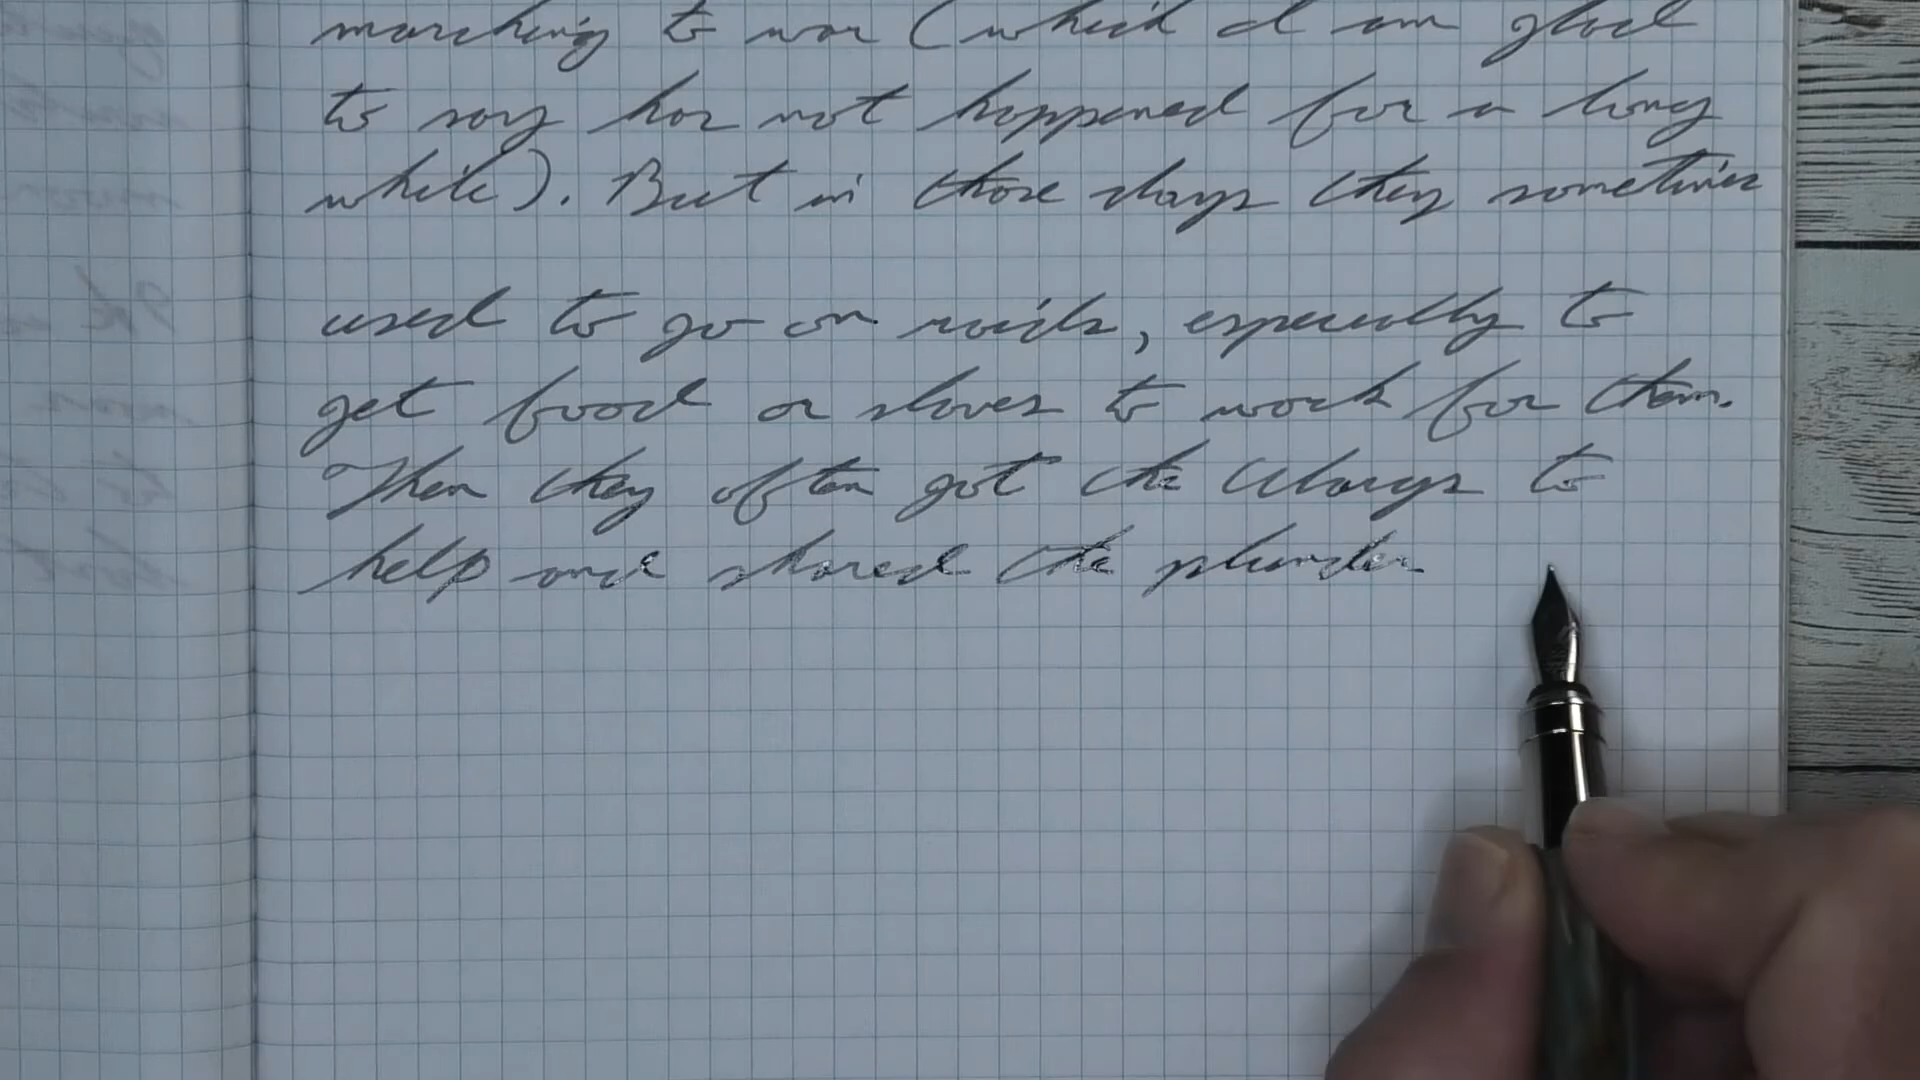 marching to war (which I am glad
to say has not happened for a long
while). But in those days they sometimes
used to go on raids, especially to
get food or slaves to work for them.
Then they often got the Wargs to
help and shared the plunder